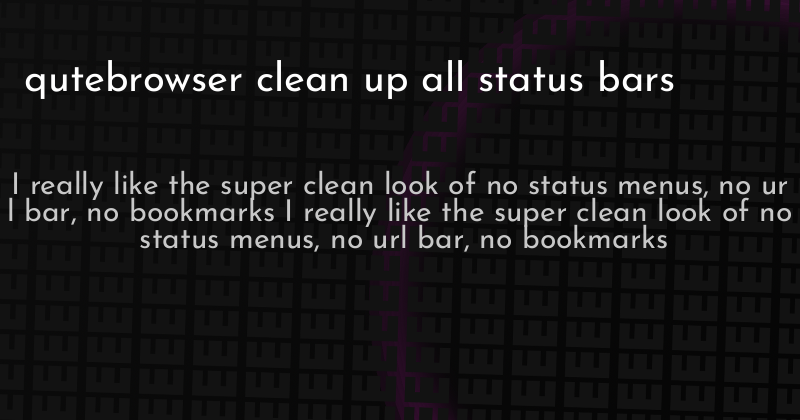 qutebrowser clean up all status bars
I really like the super clean look of no status menus, no ur
l bar, no bookmarks I really like the super clean look of no
status menus, no url bar, no bookmarks